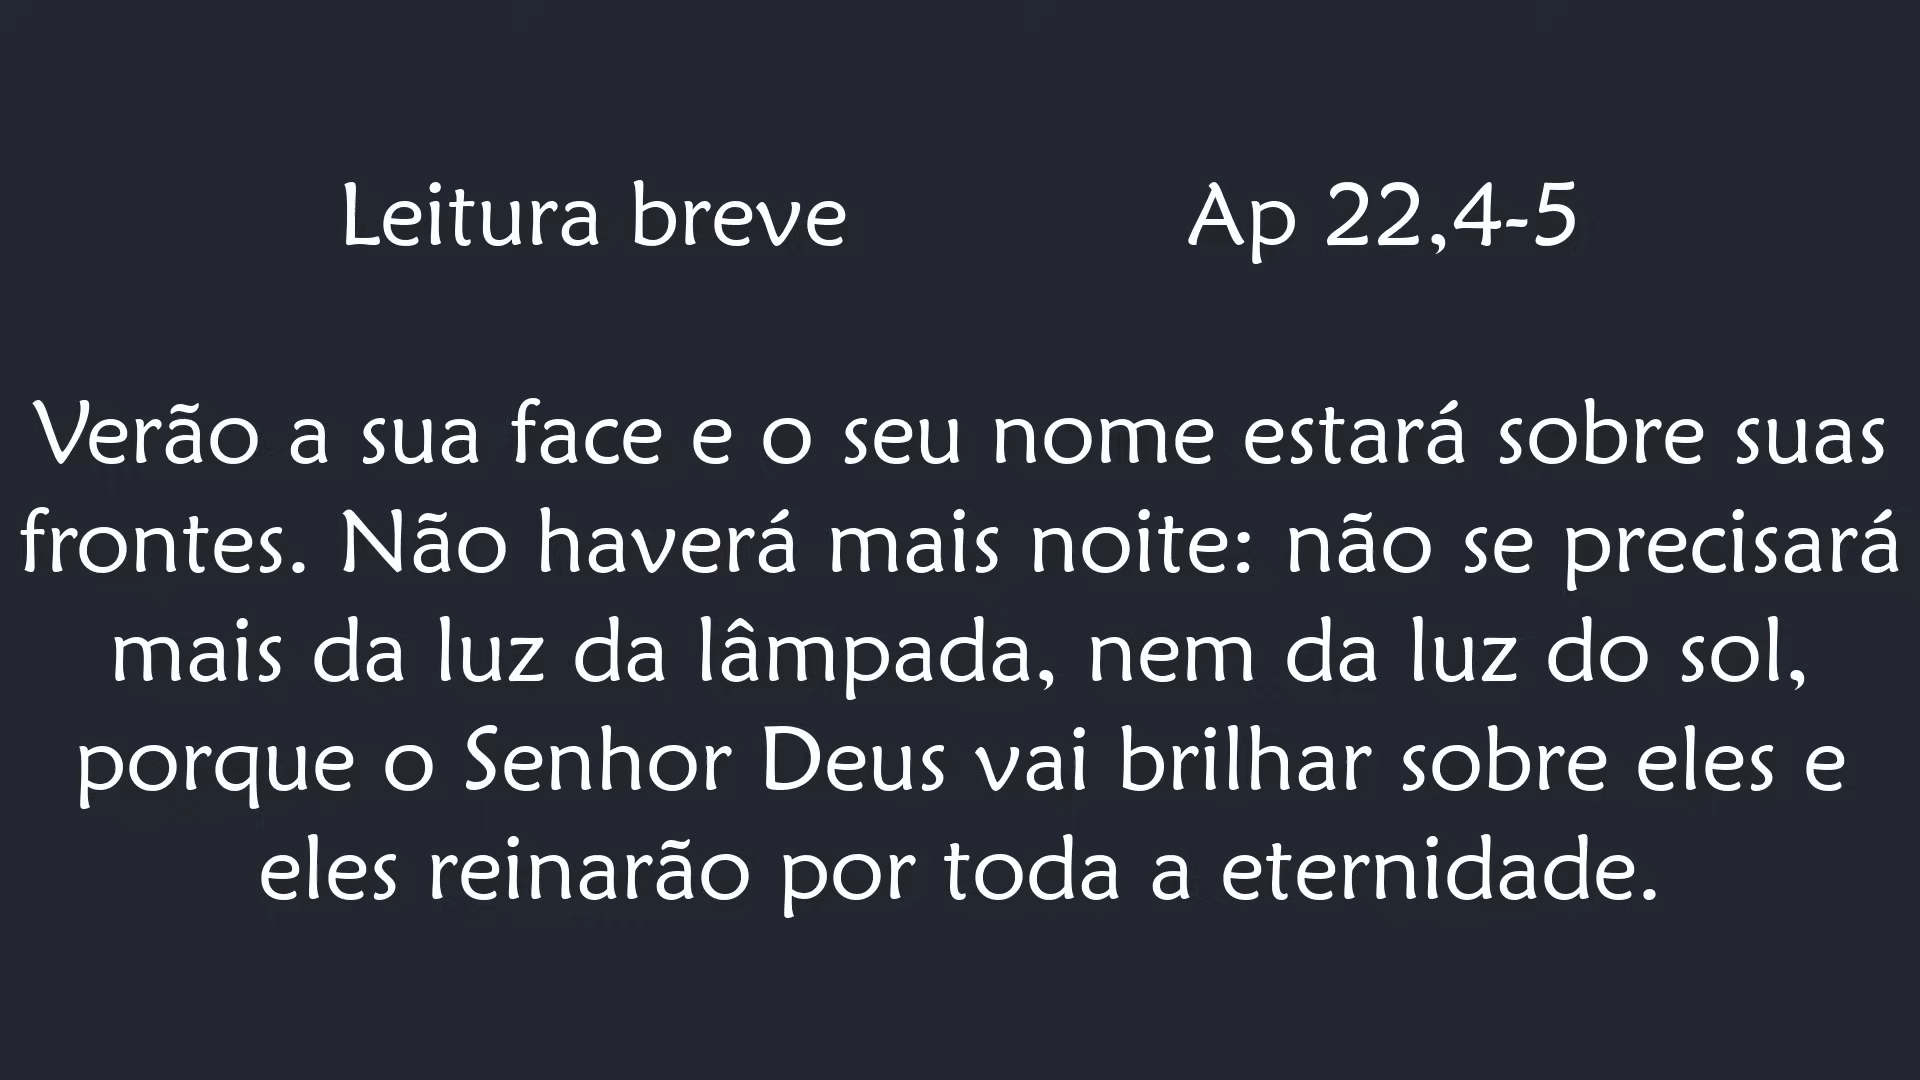 Leitura breve Ap 22,4-5
Verão a sua face e o seu nome estará sobre suas
frontes. Não haverá mais noite: não se precisará
mais da luz da lâmpada, nem da luz do sol,
porque o Senhor Deus vai brilhar sobre eles e
eles reinarão por toda a eternidade.